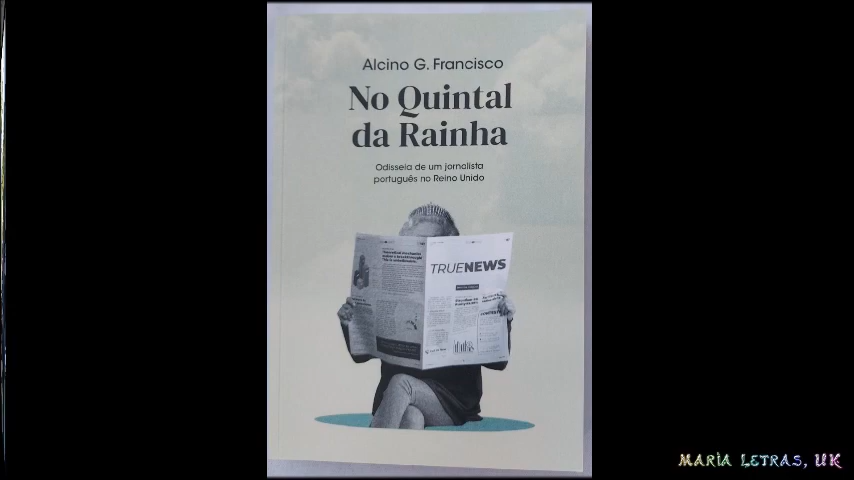 Alcino G. Francisco
No Quintal
da Rainha
Odisseia de um jornalista
português no Reino Unido
TRUENEWS
MARIA LETRAS, UK